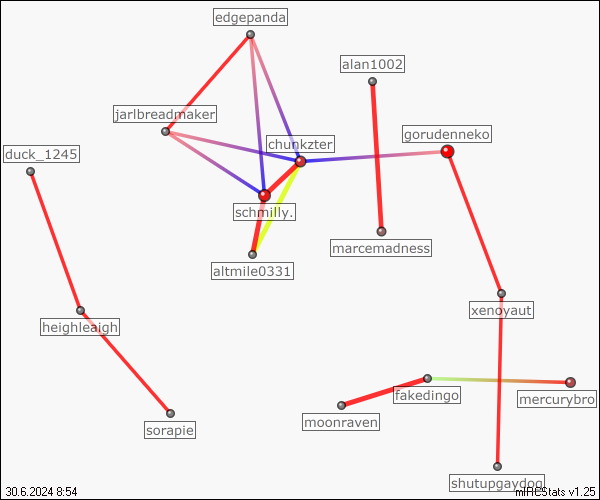 edgepanda
alan1002
jarlbreadmaker
gorudenneko
chunkzter
duck_1245
schmilly.
marcemadness
altmile0331
xenoyaut
heighleaigh
fakedingo
mercurybro
moonraven
sorapie
shutupgaydog
30.6.2024 8:54
mIRCStats v1.25